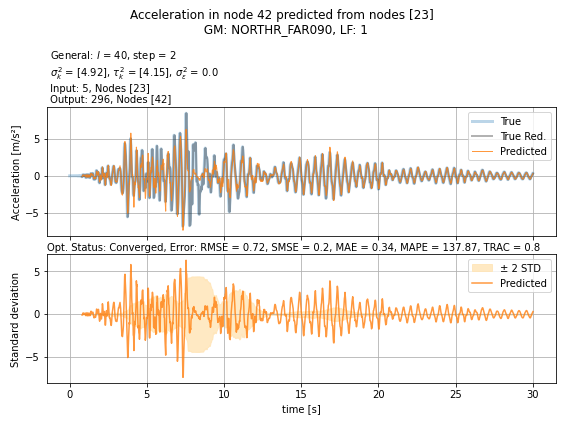 Acceleration in node 42 predicted from nodes [23]
GM: NORTHR_FAR090, LF: 1
General: l = 40, step = 2
σ²ₖ = [4.92], τ²ₖ = [4.15], σ²ε = 0.0
Input: 5, Nodes [23]
Output: 296, Nodes [42]
Acceleration [m/s²]
5
0
−5
True
True Red.
Predicted
Opt. Status: Converged, Error: RMSE = 0.72, SMSE = 0.2, MAE = 0.34, MAPE = 137.87, TRAC = 0.8
Standard deviation
5
0
−5
± 2 STD
Predicted
0 5 10 15 20 25 30
time [s]